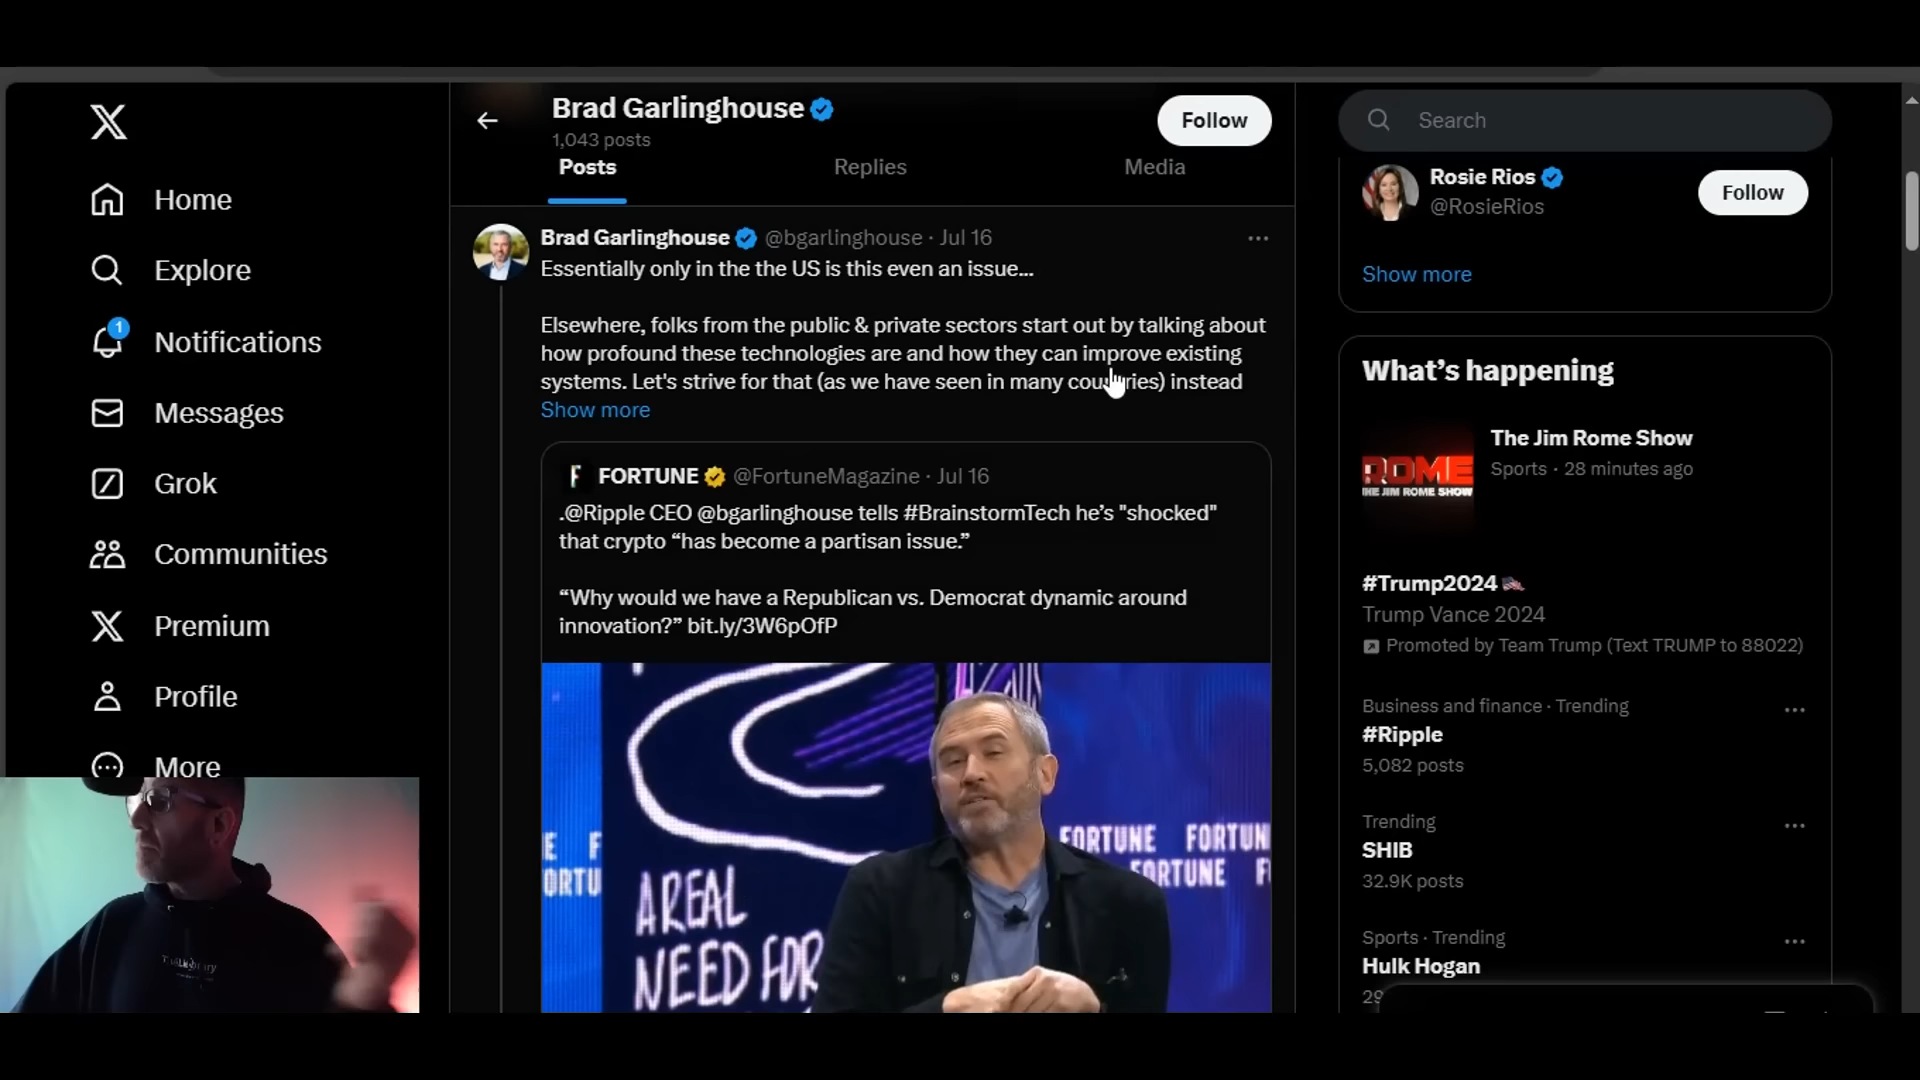 Home
Explore
1
Notifications
Messages
Grok
Communities
Premium
Profile
More
Brad Garlinghouse
1,043 posts
Follow
Posts
Replies
Media
Brad Garlinghouse @bgarlinghouse · Jul 16
Essentially only in the the US is this even an issue...
Elsewhere, folks from the public & private sectors start out by talking about
how profound these technologies are and how they can improve existing
systems. Let's strive for that (as we have seen in many countries) instead
Show more
FORTUNE @FortuneMagazine · Jul 16
.@Ripple CEO @bgarlinghouse tells #BrainstormTech he's "shocked"
that crypto “has become a partisan issue.”
“Why would we have a Republican vs. Democrat dynamic around
innovation?” bit.ly/3W6pOfP
FORTUNE FORTUN
FORTUNE
A REAL
NEED FOR
Search
Rosie Rios
@RosieRios
Follow
Show more
What's happening
ROME
THE JIM ROME SHOW
The Jim Rome Show
Sports · 28 minutes ago
#Trump2024
Trump Vance 2024
Promoted by Team Trump (Text TRUMP to 88022)
Business and finance · Trending
#Ripple
5,082 posts
Trending
SHIB
32.9K posts
Sports · Trending
Hulk Hogan